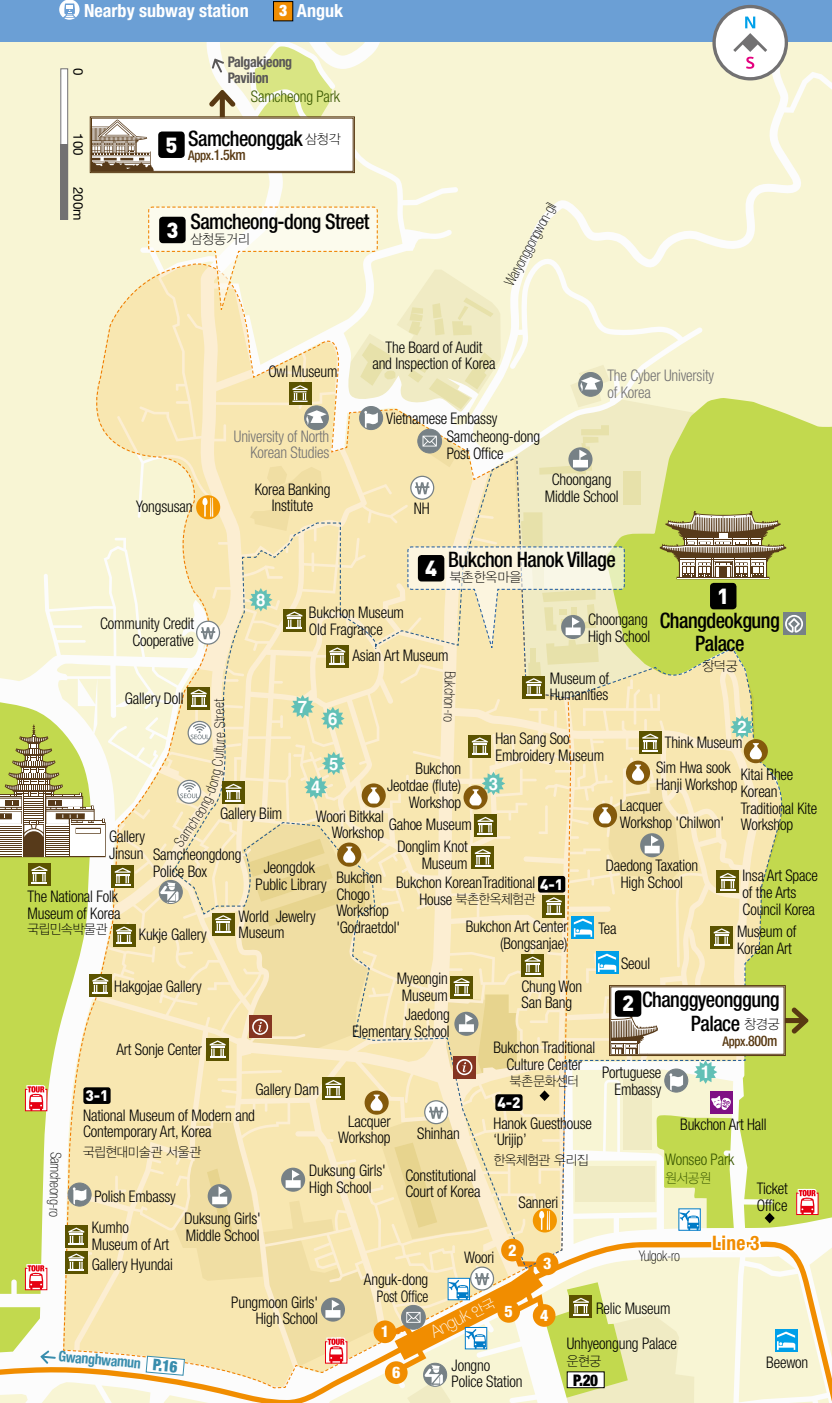 Nearby subway station 3 Anguk
N
S
0
100
200m
Palgakjeong
Pavilion
Samcheong Park
5 Samcheonggak 삼청각
Appx.1.5km
3 Samcheong-dong Street
삼청동거리
Waryonggongwon-gil
The Board of Audit
and Inspection of Korea
Owl Museum
The Cyber University
of Korea
Vietnamese Embassy
University of North
Korean Studies
Samcheong-dong
Post Office
Choongang
Middle School
Korea Banking
Institute
NH
Yongsusan
4 Bukchon Hanok Village
북촌한옥마을
1
Changdeokgung
Palace
창덕궁
8
Bukchon Museum
Old Fragrance
Community Credit
Cooperative
Choongang
High School
Asian Art Museum
Bukchon-ro
Museum of
Humanities
Gallery Doll
SEOUL
Samcheong-dong Culture Street
7
6
Han Sang Soo
Embroidery Museum
2
Think Museum
5
4
Bukchon
Jeotdae (flute)
Workshop
3
Sim Hwa sook
Hanji Workshop
Kitai Rhee
Korean
Traditional Kite
Workshop
SEOUL
Gallery Biim
Woori Bitkkal
Workshop
Gahoe Museum
Lacquer
Workshop 'Chilwon'
Gallery
Jinsun
Samcheongdong
Police Box
Donglim Knot
Museum
Daedong Taxation
High School
Jeongdok
Public Library
Bukchon
Chogo
Workshop
'Godraetdol'
Bukchon KoreanTraditional
House 북촌한옥체험관
4-1
The National Folk
Museum of Korea
국립민속박물관
Insa Art Space
of the Arts
Council Korea
World Jewelry
Museum
Kukje Gallery
Bukchon Art Center
(Bongsanjae)
Tea
Museum of
Korean Art
Seoul
Hakgojae Gallery
Myeongin
Museum
Chung Won
San Bang
2 Changgyeonggung
Palace 창경궁
Appx.800m
Jaedong
Elementary School
Art Sonje Center
Bukchon Traditional
Culture Center
북촌문화센터
Portuguese
Embassy
1
TOUR
3-1
National Museum of Modern and
Contemporary Art, Korea
국립현대미술관 서울관
Gallery Dam
Lacquer
Workshop
Shinhan
4-2
Hanok Guesthouse
'Urijip'
한옥체험관 우리집
Bukchon Art Hall
Samcheong-ro
Duksung Girls'
High School
Constitutional
Court of Korea
Wonseo Park
원서공원
Polish Embassy
Duksung Girls'
Middle School
Ticket
Office
TOUR
Sanneri
Kumho
Museum of Art
Gallery Hyundai
TOUR
Woori
2
3
Line 3
Yulgok-ro
Anguk-dong
Post Office
Pungmoon Girls'
High School
Anguk 안국
5
4
Relic Museum
1
6
TOUR
Unhyeongung Palace
운현궁
P.20
Beewon
Gwanghwamun P.16
Jongno
Police Station